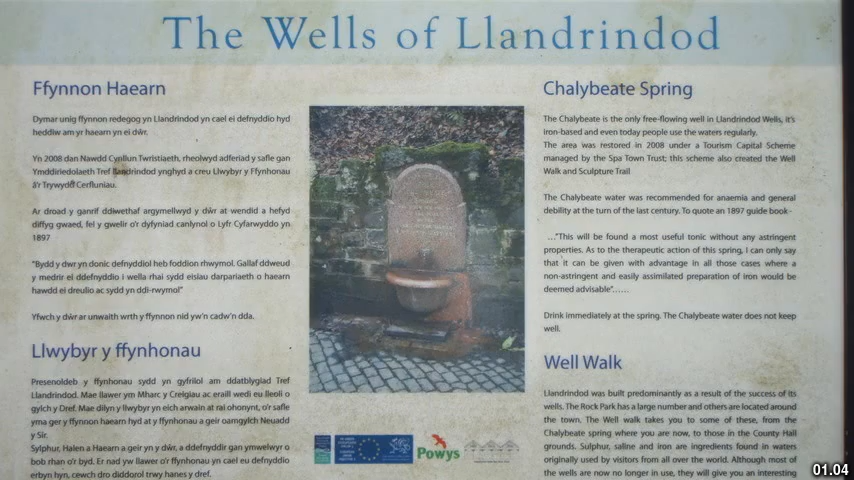 The Wells of Llandrindod
Ffynnon Haearn
Dymar unig ffynnon redegog yn Llandrindod yn cael ei defnyddio hyd
heddiw am yr haearn yn ei dŵr.
Yn 2008 dan Nawdd Cynllun Twristiaeth, rheolwyd adferiad y safle gan
Ymddiriedolaeth Tref llandrindod ynghyd a creu Llwybyr y Ffynhonau
a'r Trywydd Cerfluniau.
Ar droad y ganrif ddiwethaf argymellwyd y dŵr at wendid a hefyd
diffyg gwaed, fel y gwelir o'r dyfyniad canlynol o Lyfr Cyfarwyddo yn
1897
"Bydd y dwr yn donic defnyddiol heb foddion rhwymol. Gallaf ddweud
y medrir ei ddefnyddio i wella rhai sydd eislau darpariaeth o haearn
hawdd ei dreulio ac sydd yn ddi-rwymol"
Yfwch y dŵr ar unwaith wrth y ffynnon nid yw'n cadw'n dda.
Llwybyr y ffynhonau
Presenoldeb y ffynhonau sydd yn gyfrilol am ddatblygiad Tref
Llandrindod. Mae llawer ym Mharc y Creigiau ac eraill wedi eu lleoli o
gylch y Dref. Mae dilyn y llwybyr yn eich arwain at rai ohonynt, o'r safle
yma ger y ffynnon haearn hyd at y ffynhonau a geir oamgylch Neuadd
y Sir.
Sylphur, Halen a Haearn a geir yn y dŵr, a ddefnyddir gan ymwelwyr o
bob rhan o'r byd. Er nad yw llawer o'r ffynhonau yn cael eu defnyddio
erbyn hyn, cewch dro diddorol trwy hanes y dref.
Powys
Chalybeate Spring
The Chalybeate is the only free-flowing well in Llandrindod Wells, it's
iron-based and even today people use the waters regularly.
The area was restored in 2008 under a Tourism Capital Scheme
managed by the Spa Town Trust; this scheme also created the Well
Walk and Sculpture Trail
The Chalybeate water was recommended for anaemia and general
debility at the turn of the last century. To quote an 1897 guide book-
..."This will be found a most useful tonic without any astringent
properties. As to the therapeutic action of this spring, I can only say
that it can be given with advantage in all those cases where a
non-astringent and easily assimilated preparation of iron would be
deemed advisable"......
Drink immediately at the spring. The Chalybeate water does not keep
well.
Well Walk
Llandrindod was built predominantly as a result of the success of its
wells. The Rock Park has a large number and others are located around
the town. The Well walk takes you to some of these, from the
Chalybeate spring where you are now, to those in the County Hall
grounds. Sulphur, saline and iron are ingredients found in waters
originally used by visitors from all over the world. Although most of
the wells are now no longer in use, they will give you an interesting
01.04